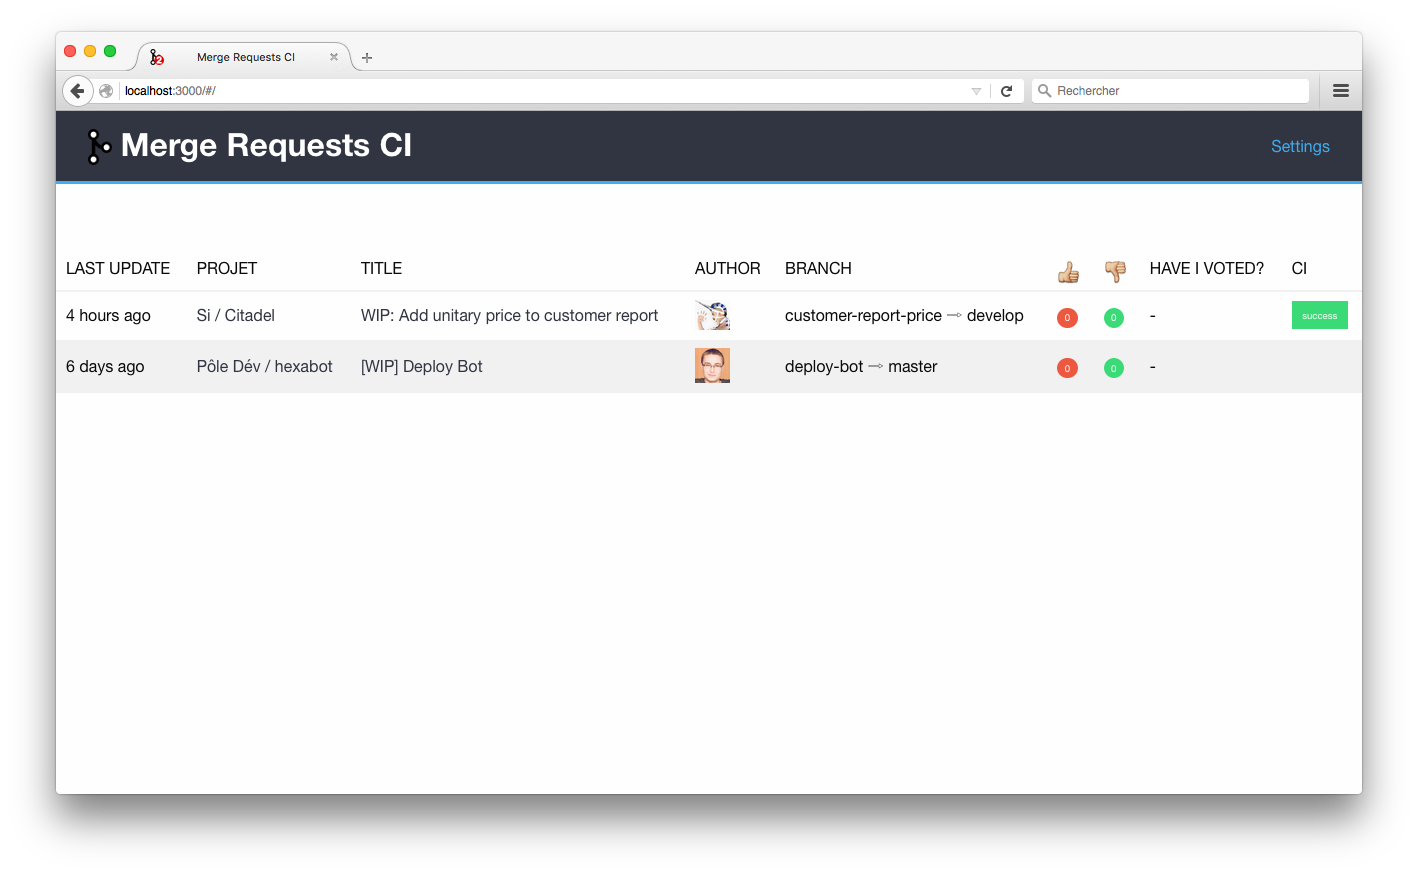 Merge Requests CI
localhost:3000/#/
Rechercher
Merge Requests CI
Settings
LAST UPDATE PROJET TITLE AUTHOR BRANCH HAVE I VOTED? CI
4 hours ago Si / Citadel WIP: Add unitary price to customer report customer-report-price → develop 0 0 - success
6 days ago Pôle Dév / hexabot [WIP] Deploy Bot deploy-bot → master 0 0 -